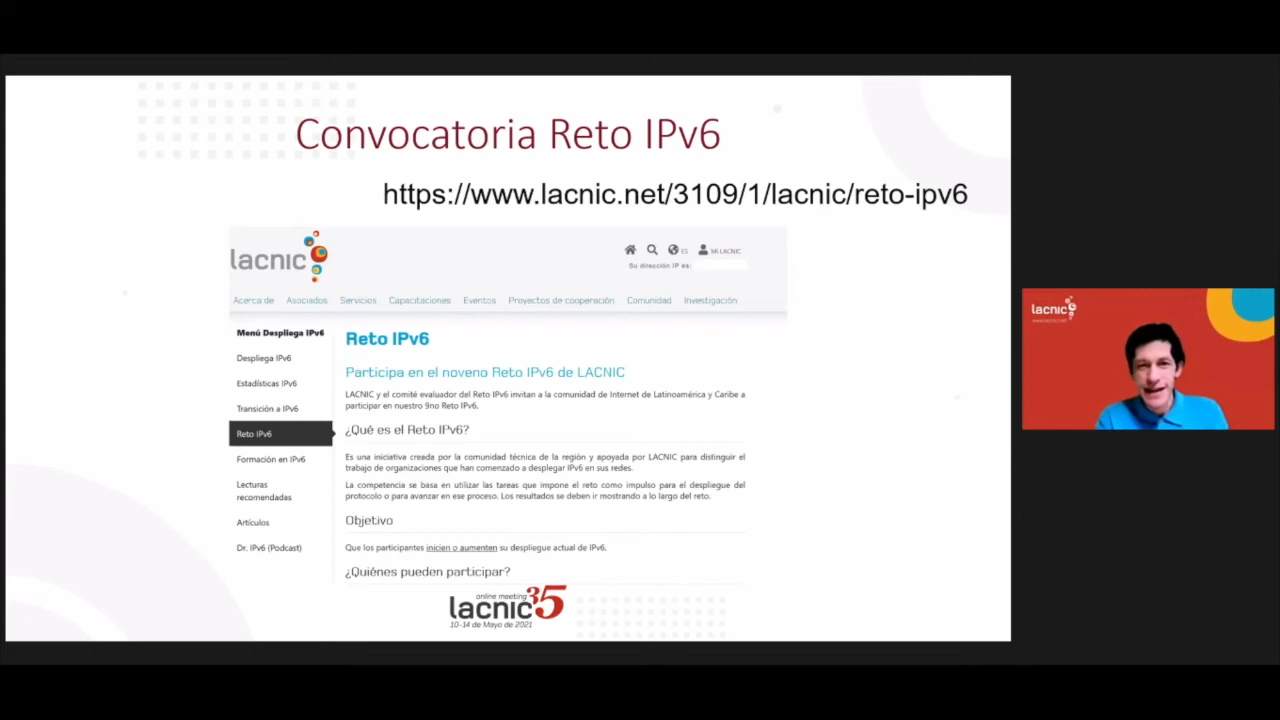 Convocatoria Reto IPv6
https://www.lacnic.net/3109/1/lacnic/reto-ipv6
lacnic
ES
MI LACNIC
Su dirección IP es:
Acerca de Asociados Servicios Capacitaciones Eventos Proyectos de cooperación Comunidad Investigación
Menú Despliega IPv6
Despliega IPv6
Estadísticas IPv6
Transición a IPv6
Reto IPv6
Formación en IPv6
Lecturas
recomendadas
Artículos
Dr. IPv6 (Podcast)
Reto IPv6
Participa en el noveno Reto IPv6 de LACNIC
LACNIC y el comité evaluador del Reto IPv6 invitan a la comunidad de Internet de Latinoamérica y Caribe a
participar en nuestro 9no Reto IPv6.
¿Qué es el Reto IPv6?
Es una iniciativa creada por la comunidad técnica de la región y apoyada por LACNIC para distinguir el
trabajo de organizaciones que han comenzado a desplegar IPv6 en sus redes.
La competencia se basa en utilizar las tareas que impone el reto como impulso para el despliegue del
protocolo o para avanzar en ese proceso. Los resultados se deben ir mostrando a lo largo del reto.
Objetivo
Que los participantes inicien o aumenten su despliegue actual de IPv6.
¿Quiénes pueden participar?
online meeting
lacnic35
10-14 de Mayo de 2021
lacnic